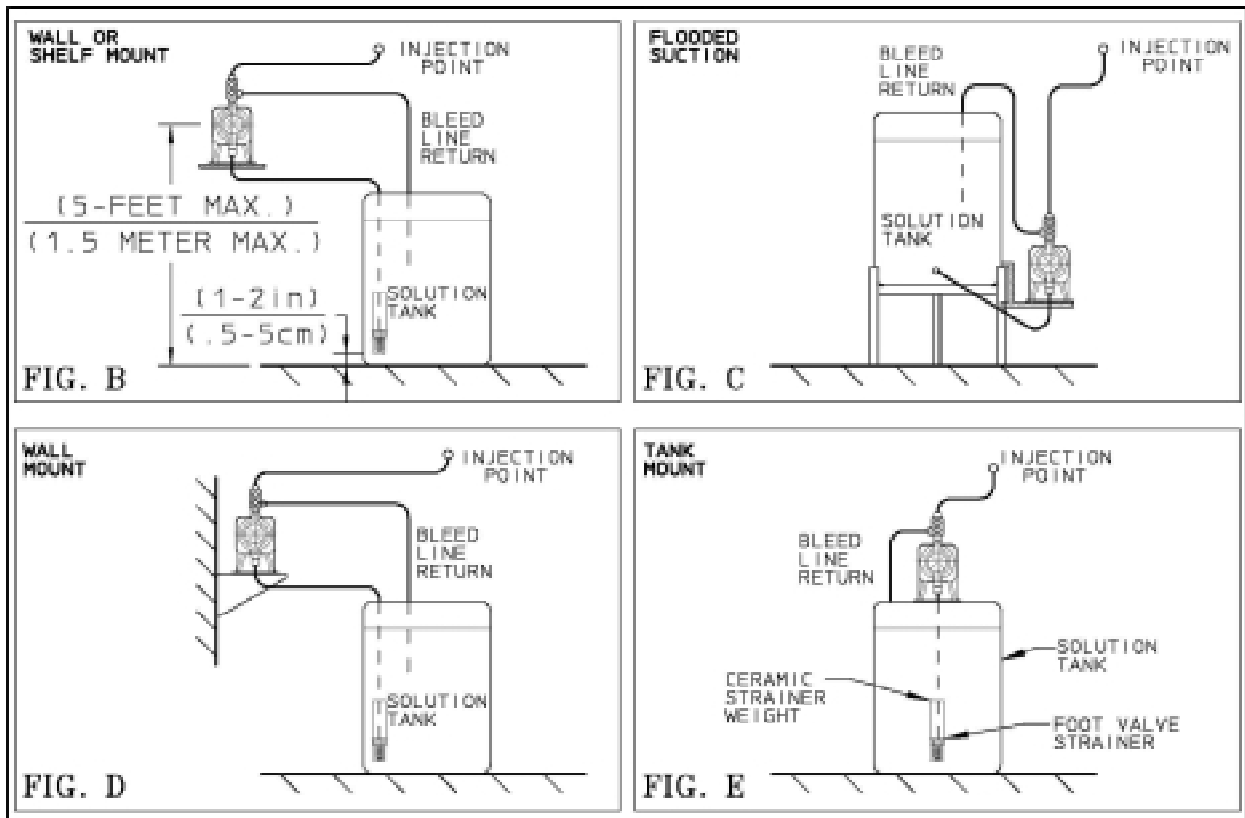 WALL OR
SHELF MOUNT
INJECTION
POINT
BLEED
LINE
RETURN
(5-FEET MAX.)
(1.5 METER MAX.)
(1-2in)
(.5-5cm)
SOLUTION
TANK
FIG. B
FLOODED
SUCTION
BLEED
LINE
RETURN
INJECTION
POINT
SOLUTION
TANK
FIG. C
WALL
MOUNT
INJECTION
POINT
BLEED
LINE
RETURN
SOLUTION
TANK
FIG. D
TANK
MOUNT
INJECTION
POINT
BLEED
LINE
RETURN
SOLUTION
TANK
CERAMIC
STRAINER
WEIGHT
FOOT VALVE
STRAINER
FIG. E